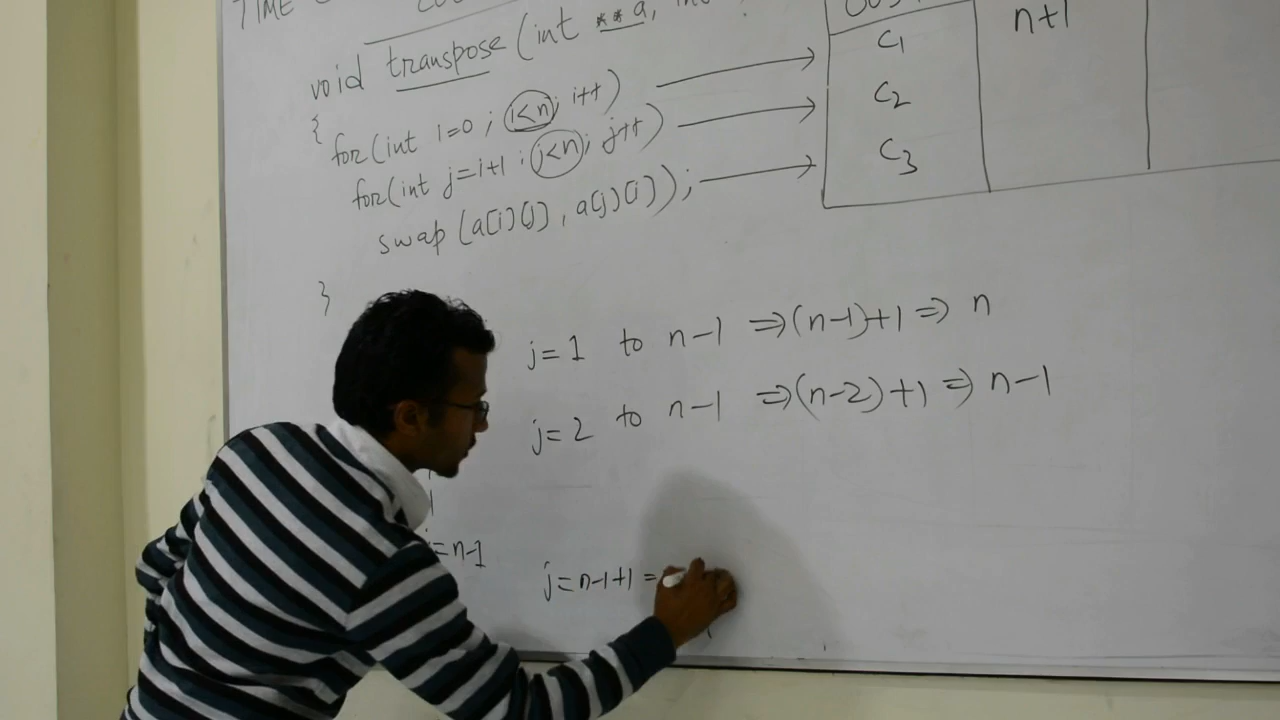 TIME
void transpose (int **a,
{
for(int i=0 ; i<n; i++)
for(int j=i+1 ; j<n; j++)
swap (a[i][j], a[j][i]);
}
C1
C2
C3
n+1
j=1 to n-1 ⇒(n-1)+1⇒ n
j=2 to n-1 ⇒(n-2)+1⇒ n-1
=n-1
j=n-1+1=